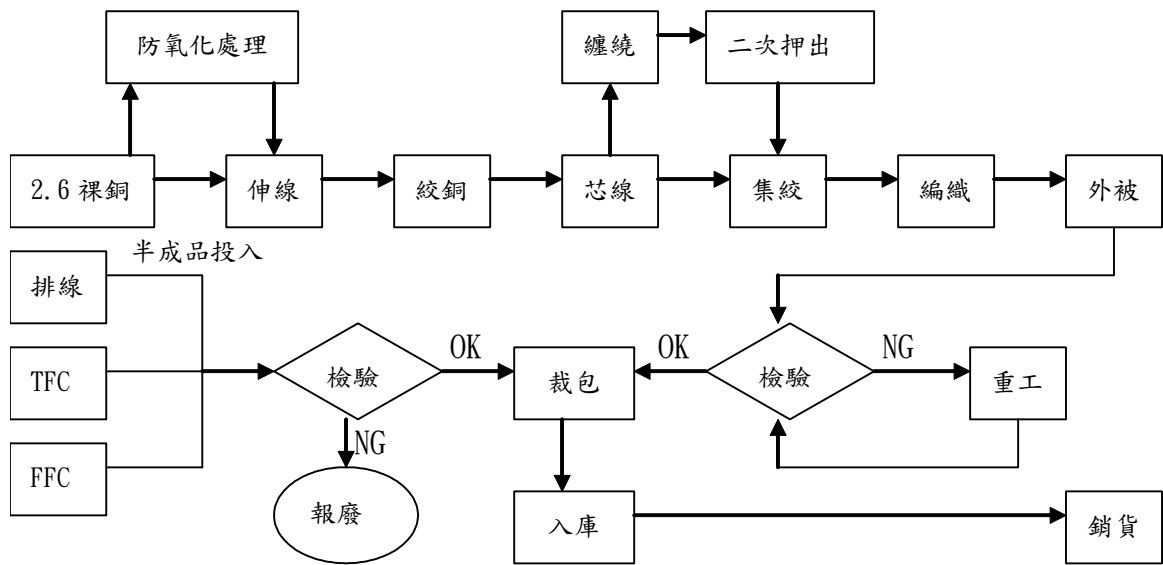 防氧化處理
纏繞
二次押出
2.6 裸銅
伸線
絞銅
芯線
集絞
編織
外被
半成品投入
排線
TFC
FFC
檢驗
OK
NG
報廢
裁包
OK
檢驗
NG
重工
入庫
銷貨